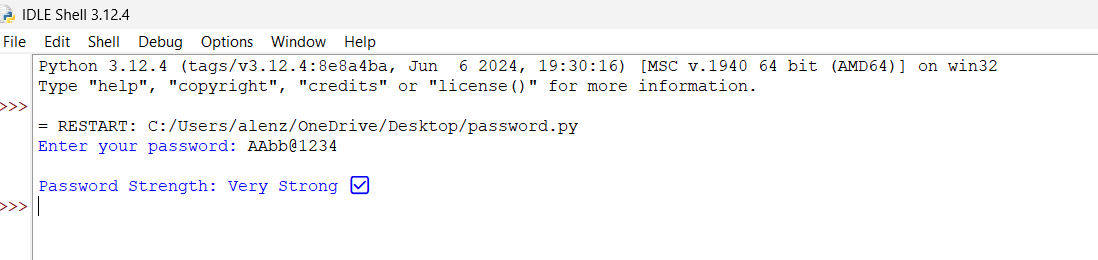 IDLE Shell 3.12.4
File Edit Shell Debug Options Window Help
Python 3.12.4 (tags/v3.12.4:8e8a4ba, Jun  6 2024, 19:30:16) [MSC v.1940 64 bit (AMD64)] on win32
Type "help", "copyright", "credits" or "license()" for more information.
>>>
= RESTART: C:/Users/alenz/OneDrive/Desktop/password.py
Enter your password: AAbb@1234
Password Strength: Very Strong ☑
>>>